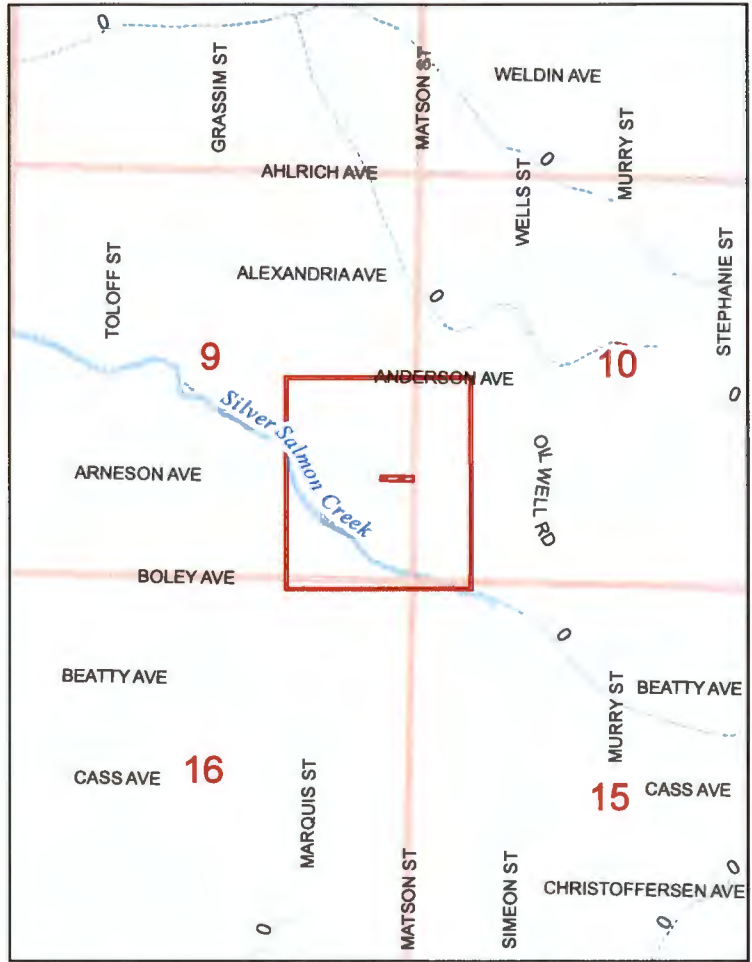 0
GRASSIM ST
MATSON ST
WELDIN AVE
0
MURRY ST
AHLRICH AVE
WELLS ST
TOLOFF ST
ALEXANDRIA AVE
0
STEPHANIE ST
9
10
ANDERSON AVE
0
Silver Salmon Creek
ARNESON AVE
OIL WELL RD
BOLEY AVE
0
BEATTY AVE
MURRY ST
BEATTY AVE
CASS AVE
16
MARQUIS ST
15
CASS AVE
MATSON ST
SIMEON ST
CHRISTOFFERSEN AVE
0
0
0